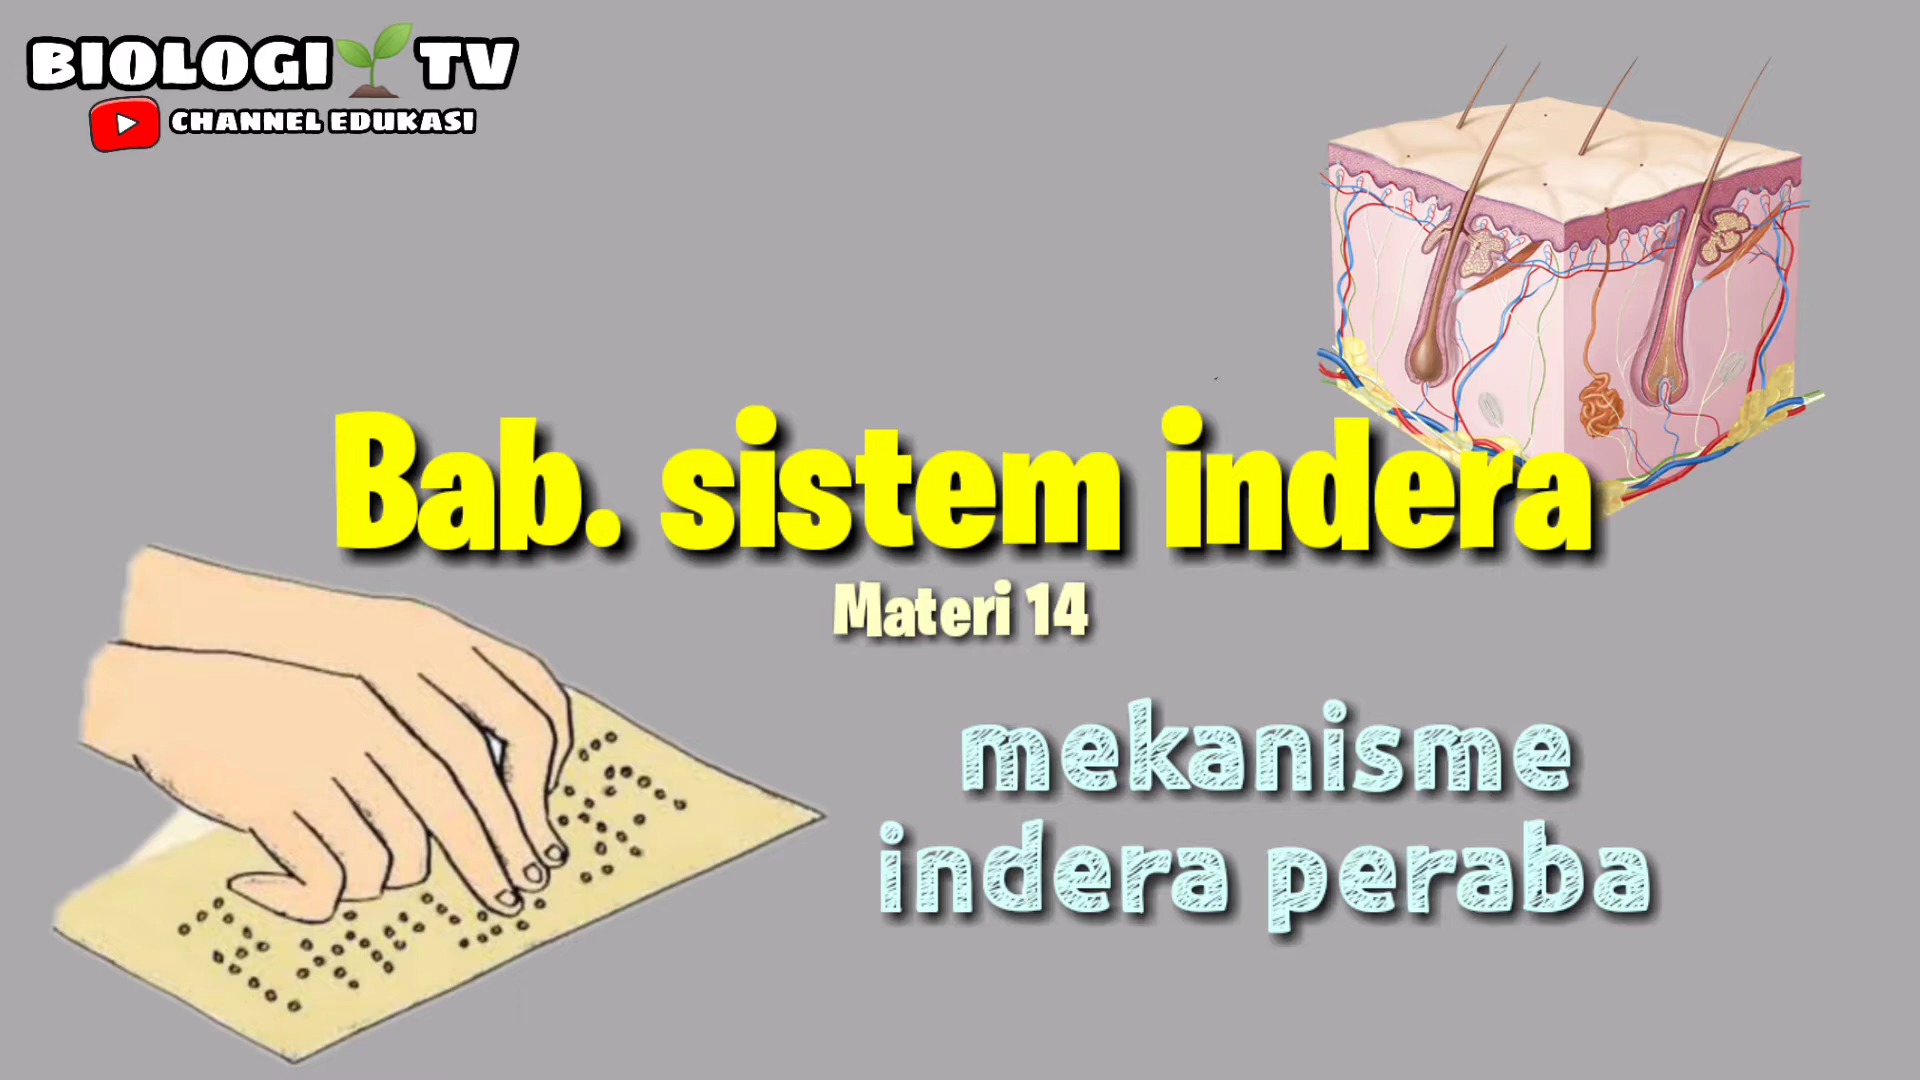 BIOLOGI TV
CHANNEL EDUKASI
Bab. sistem indera
Materi 14
mekanisme
indera peraba